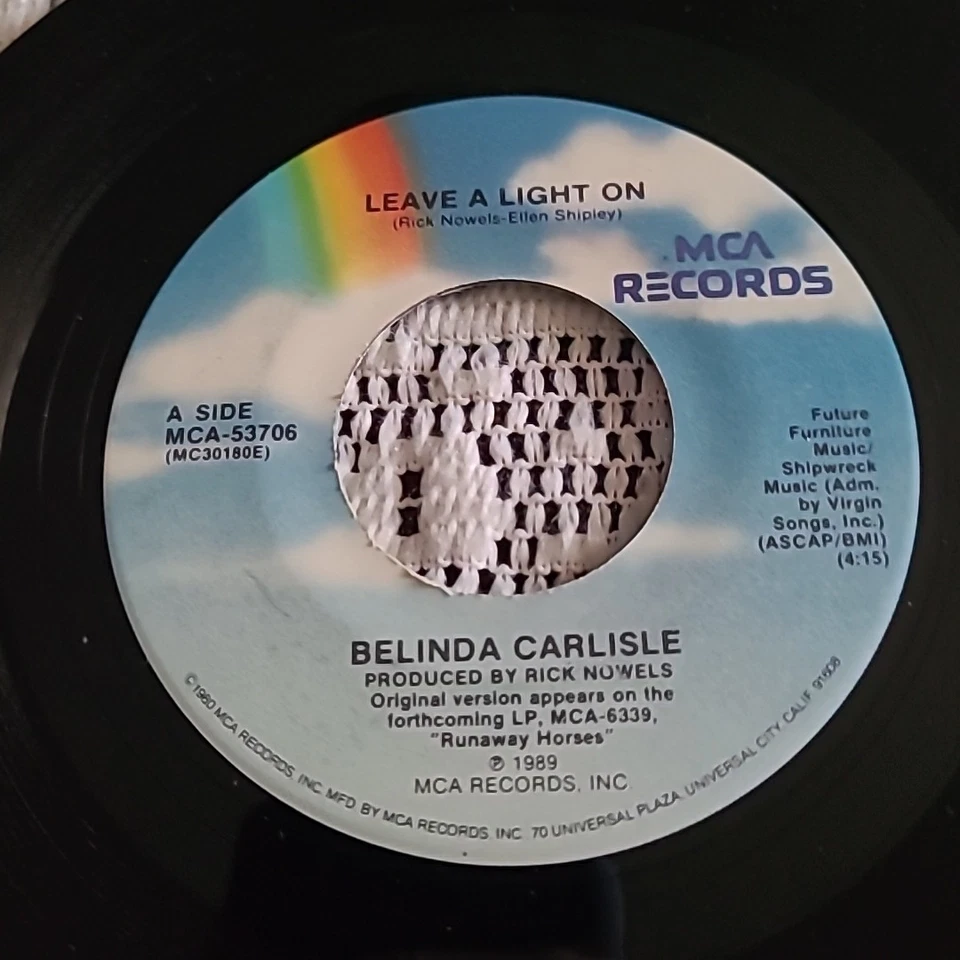 LEAVE A LIGHT ON
(Rick Nowels-Ellen Shipley)
MCA
RECORDS
A SIDE
MCA-53706
(MC30180E)
Future
Furniture
Music/
Shipwreck
Music (Adm.
by Virgin
Songs, Inc.)
(ASCAP/BMI)
(4:15)
BELINDA CARLISLE
PRODUCED BY RICK NOWELS
Original version appears on the
forthcoming LP, MCA-6339,
"Runaway Horses"
℗ 1989
MCA RECORDS, INC.
© 1980 MCA RECORDS, INC. MFD BY MCA RECORDS INC. 70 UNIVERSAL PLAZA, UNIVERSAL CITY, CALIF. 91608